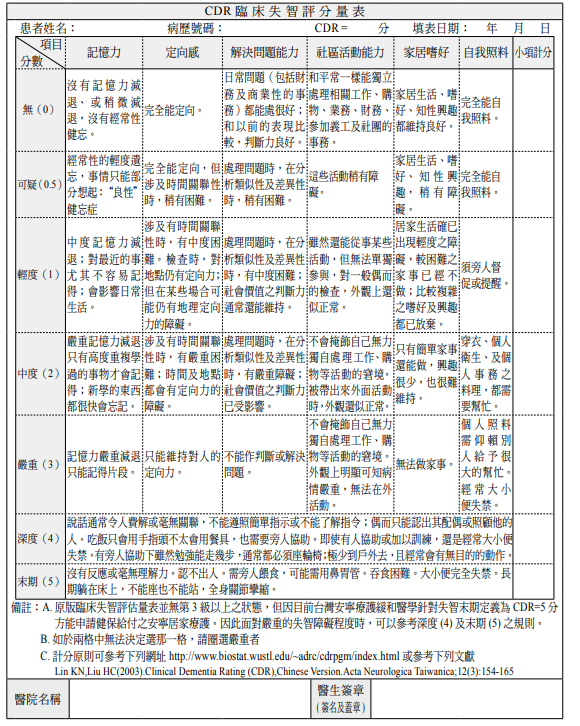 CDR 臨床失智評分量表
患者姓名： 病歷號碼： CDR= 分 填表日期： 年 月 日
項目
分數
記憶力 定向感 解決問題能力 社區活動能力 家居嗜好 自我照料 小項計分
無（0）
沒有記憶力減
退、或稍微減
退，沒有經常性
健忘。
完全能定向。
日常問題（包括財
務及商業性的事
務）都能處很好；
和以前的表現比
較，判斷力良好。
和平常一樣能獨立
處理相關工作、購
物、業務、財務、
參加義工及社團的
事務。
家居生活、嗜
好、知性興趣
都維持良好。
完全能自
我照料。
可疑（0.5）
經常性的輕度遺
忘，事情只能部
分想起：“良性”
健忘症
完全能定向，但
涉及時間關聯性
時，稍有困難。
處理問題時，在分
析類似性及差異性
時，稍有困難。
這些活動稍有障
礙。
家居生活、嗜
好、知性興
趣，稍有障
礙。
完全能自
我照料。
輕度（1）
中度記憶力減
退；對最近的事
尤其不容易記
得；會影響日常
生活。
涉及有時間關聯
性時，有中度困
難。檢查時，對
地點仍有定向力；
但在某些場合可
能仍有地理定向
力的障礙。
處理問題時，在分
析類似性及差異性
時，有中度困難；
社會價值之判斷力
通常還能維持。
雖然還能從事某些
活動，但無法單獨
參與，對一般偶而
的檢查，外觀上還
似正常。
居家生活確已
出現輕度之障
礙，較困難之
家事已經不
做；比較複雜
之嗜好及興趣
都已放棄。
須旁人督
促或提醒。
中度（2）
嚴重記憶力減退
只有高度重複學
過的事物才會記
得；新學的東西
都很快會忘記。
涉及有時間關聯
性時，有嚴重困
難；時間及地點
都會有定向力的
障礙。
處理問題時，在分
析類似性及差異性
時，有嚴重障礙；
社會價值之判斷力
已受影響。
不會掩飾自己無力
獨自處理工作、購
物等活動的窘境。
被帶出來外面活動
時，外觀還似正常。
只有簡單家事
還能做，興趣
很少，也很難
維持。
穿衣、個人
衛生、及個
人事務之
料理，都需
要幫忙。
嚴重（3）
記憶力嚴重減退
只能記得片段。
只能維持對人的
定向力。
不能作判斷或解決
問題。
不會掩飾自己無力
獨自處理工作、購
物等活動的窘境。
外觀上明顯可知病
情嚴重，無法在外
活動。
無法做家事。
個人照料
需仰賴別
人給予很
大的幫忙。
經常大小
便失禁。
深度（4）
說話通常令人費解或毫無關聯，不能遵照簡單指示或不能了解指令；偶而只能認出其配偶或照顧他的
人。吃飯只會用手指頭不太會用餐具，也需要旁人協助。即使有人協助或加以訓練，還是經常大小便
失禁。有旁人協助下雖然勉強能走幾步，通常都必須座輪椅；極少到戶外去，且經常會有無目的的動作。
末期（5）
沒有反應或毫無理解力。認不出人。需旁人餵食，可能需用鼻胃管。吞食困難。大小便完全失禁。長
期躺在床上，不能座也不能站，全身關節攣縮。
備註：A. 原版臨床失智評估量表並無第 3 級以上之狀態，但因目前台灣安寧療護緩和醫學針對失智末期定義為 CDR=5 分
方能申請健保給付之安寧居家療護。因此面對嚴重的失智障礙程度時，可以參考深度 (4) 及末期 (5) 之規則。
B. 如於兩格中無法決定選那一格，請圈選嚴重者
C. 計分原則可參考下列網址 http://www.biostat.wustl.edu/~adrc/cdrpgm/index.html 或參考下列文獻
Lin KN,Liu HC(2003).Clinical Dementia Rating (CDR),Chinese Version.Acta Neurologica Taiwanica;12(3):154-165
醫院名稱 醫生簽章
（簽名及蓋章）